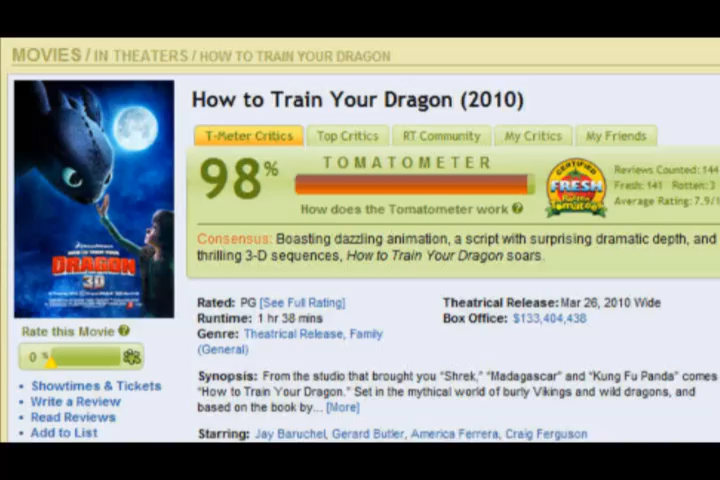 MOVIES / IN THEATERS / HOW TO TRAIN YOUR DRAGON
How to Train Your Dragon (2010)
T-Meter Critics Top Critics RT Community My Critics My Friends
98% TOMATOMETER
How does the Tomatometer work ?
CERTIFIED
FRESH
Tomatoes
Reviews Counted: 144
Fresh: 141 Rotten: 3
Average Rating: 7.9/1
Consensus: Boasting dazzling animation, a script with surprising dramatic depth, and
thrilling 3-D sequences, How to Train Your Dragon soars.
HOW TO TRAIN YOUR
DRAGON
3D
Rate this Movie ?
0 %
Showtimes & Tickets
Write a Review
Read Reviews
Add to List
Rated: PG [See Full Rating]
Runtime: 1 hr 38 mins
Genre: Theatrical Release, Family
(General)
Theatrical Release: Mar 26, 2010 Wide
Box Office: $133,404,438
Synopsis: From the studio that brought you "Shrek," "Madagascar" and "Kung Fu Panda" comes
"How to Train Your Dragon." Set in the mythical world of burly Vikings and wild dragons, and
based on the book by... [More]
Starring: Jay Baruchel, Gerard Butler, America Ferrera, Craig Ferguson